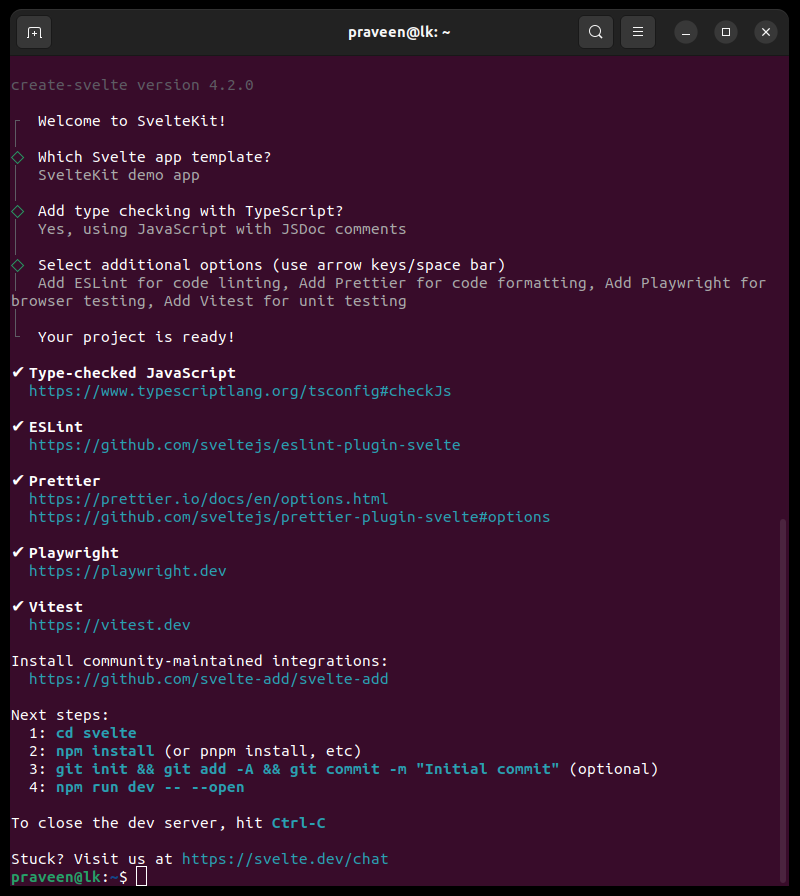 praveen@lk: ~
create-svelte version 4.2.0
Welcome to SvelteKit!
Which Svelte app template?
SvelteKit demo app
Add type checking with TypeScript?
Yes, using JavaScript with JSDoc comments
Select additional options (use arrow keys/space bar)
Add ESLint for code linting, Add Prettier for code formatting, Add Playwright for
browser testing, Add Vitest for unit testing
Your project is ready!
✔ Type-checked JavaScript
https://www.typescriptlang.org/tsconfig#checkJs
✔ ESLint
https://github.com/sveltejs/eslint-plugin-svelte
✔ Prettier
https://prettier.io/docs/en/options.html
https://github.com/sveltejs/prettier-plugin-svelte#options
✔ Playwright
https://playwright.dev
✔ Vitest
https://vitest.dev
Install community-maintained integrations:
https://github.com/svelte-add/svelte-add
Next steps:
1: cd svelte
2: npm install (or pnpm install, etc)
3: git init && git add -A && git commit -m "Initial commit" (optional)
4: npm run dev -- --open
To close the dev server, hit Ctrl-C
Stuck? Visit us at https://svelte.dev/chat
praveen@lk:~$